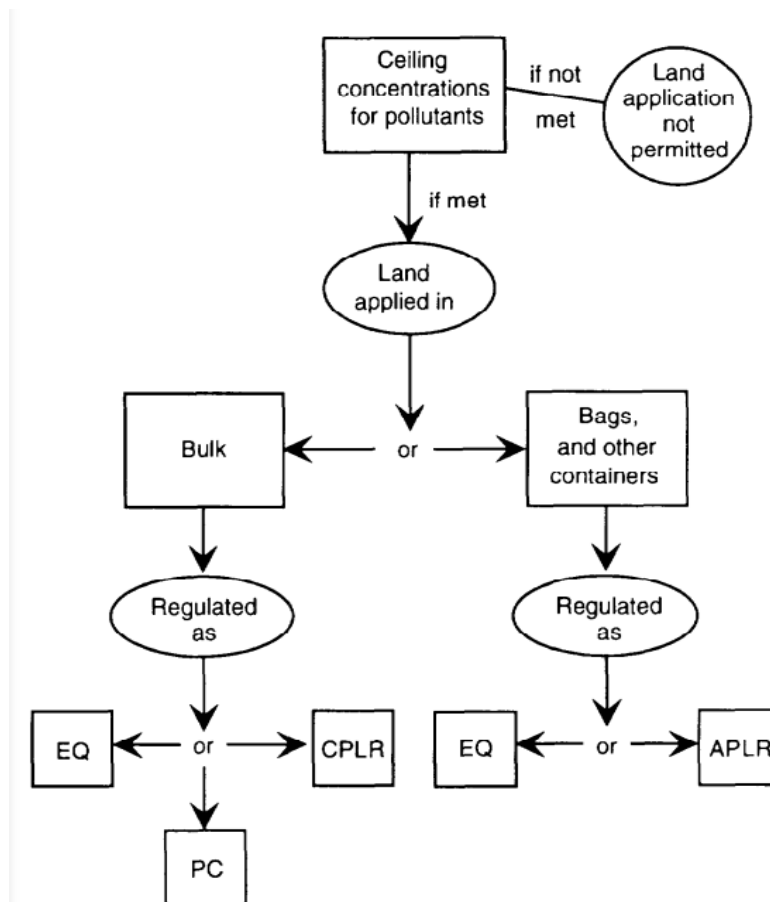 Ceiling
concentrations
for pollutants
if not
met
Land
application
not
permitted
if met
Land
applied in
Bulk
or
Bags,
and other
containers
Regulated
as
Regulated
as
EQ
or
CPLR
EQ
or
APLR
PC